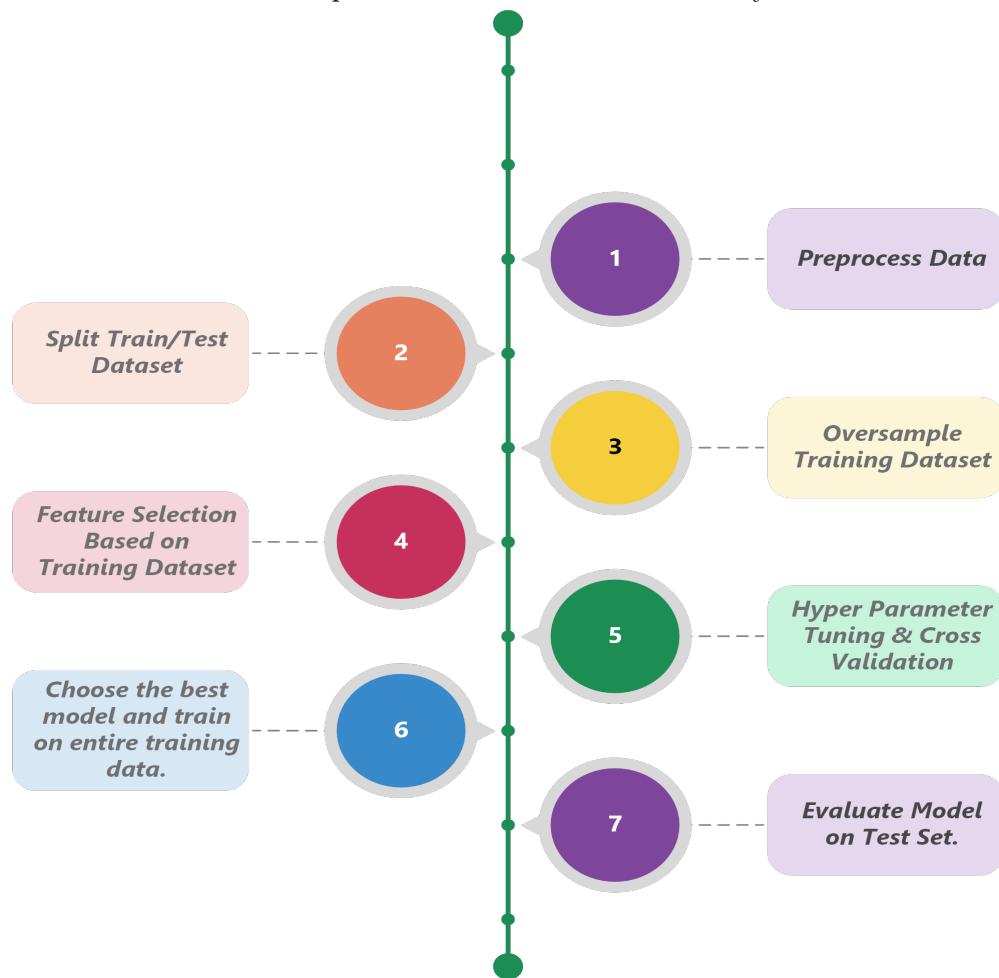 1
Preprocess Data
Split Train/Test
Dataset
2
3
Oversample
Training Dataset
Feature Selection
Based on
Training Dataset
4
5
Hyper Parameter
Tuning & Cross
Validation
Choose the best
model and train
on entire training
data.
6
7
Evaluate Model
on Test Set.